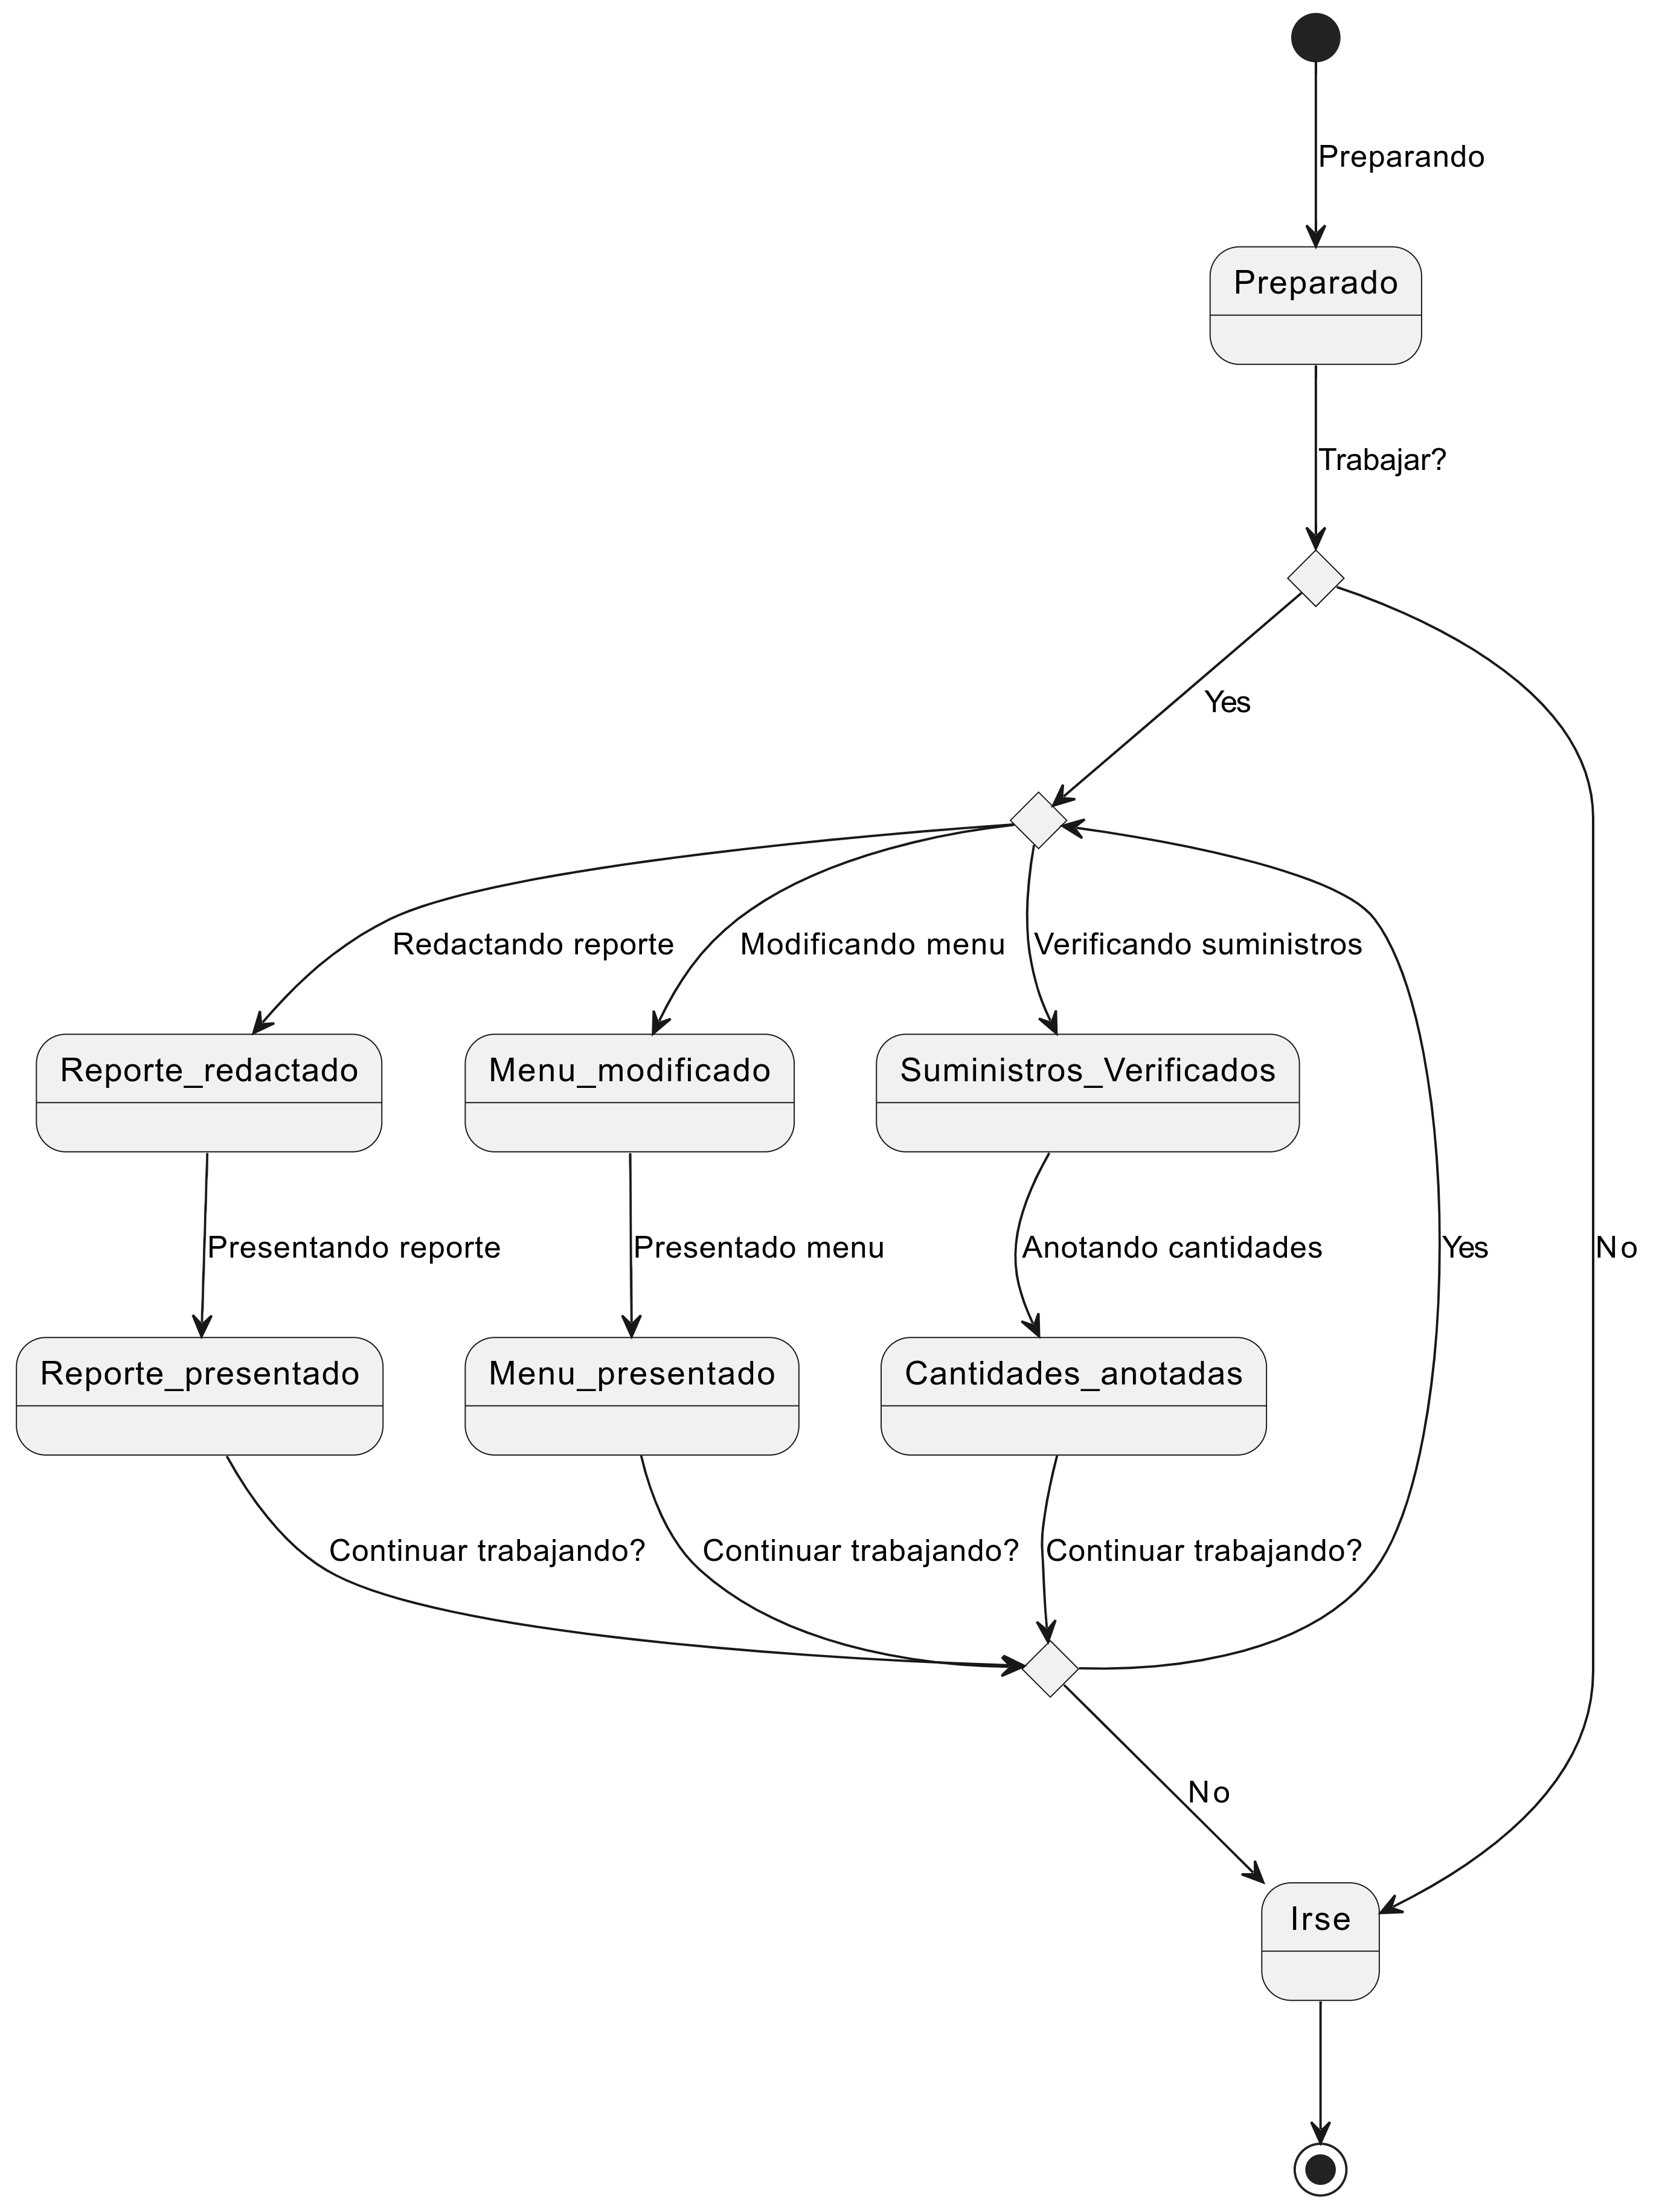 Preparando
Preparado
Trabajar?
Yes
Redactando reporte
Modificando menu
Verificando suministros
Reporte_redactado
Menu_modificado
Suministros_Verificados
Presentando reporte
Presentado menu
Anotando cantidades
Yes
No
Reporte_presentado
Menu_presentado
Cantidades_anotadas
Continuar trabajando?
Continuar trabajando?
Continuar trabajando?
No
Irse